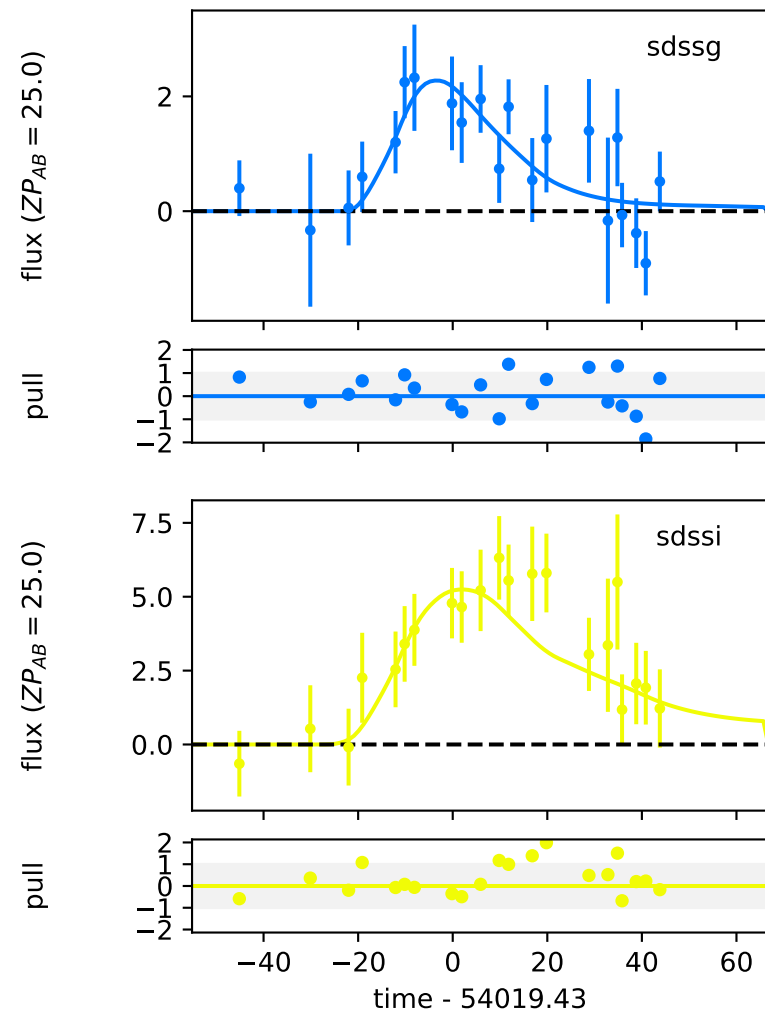 sdssg
flux (ZP_AB = 25.0)
2
0
pull
2
1
0
−1
−2
sdssi
flux (ZP_AB = 25.0)
7.5
5.0
2.5
0.0
pull
2
1
0
−1
−2
−40 −20 0 20 40 60
time - 54019.43